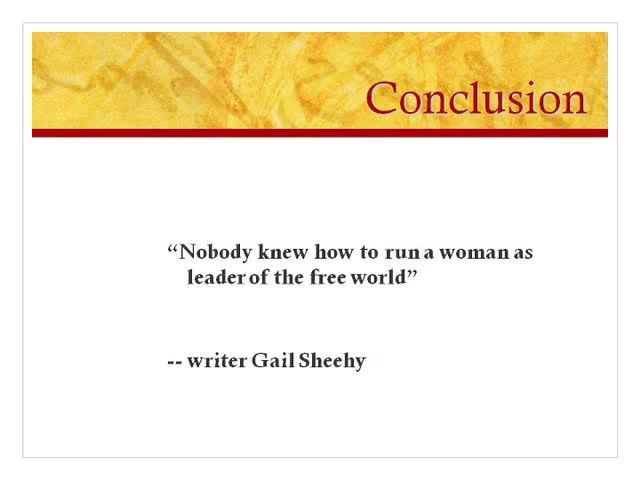 Conclusion
“Nobody knew how to run a woman as
leader of the free world”
-- writer Gail Sheehy